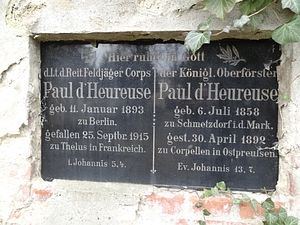 Hier ruhen in Gott
d.Lt.d.Reit.Feldjäger Corps
Paul d'Heureuse
geb. 11. Januar 1893
zu Berlin.
gefallen 25. Septbr. 1915
zu Thelus in Frankreich.
1. Johannis 5. 4.
der Königl. Oberförster
Paul d'Heureuse
geb. 6. Juli 1858
zu Schmetzdorf i.d. Mark.
gest. 30. April 1892
zu Corpellen in Ostpreußen.
Ev. Johannis 13. 7.